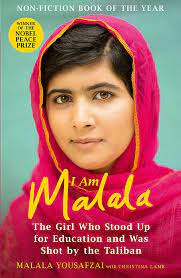 NON-FICTION BOOK OF THE YEAR
WINNER
OF THE
NOBEL
PEACE
PRIZE
I Am
Malala
The Girl Who Stood Up
for Education and Was
Shot by the Taliban
MALALA YOUSAFZAI WITH CHRISTINA LAMB